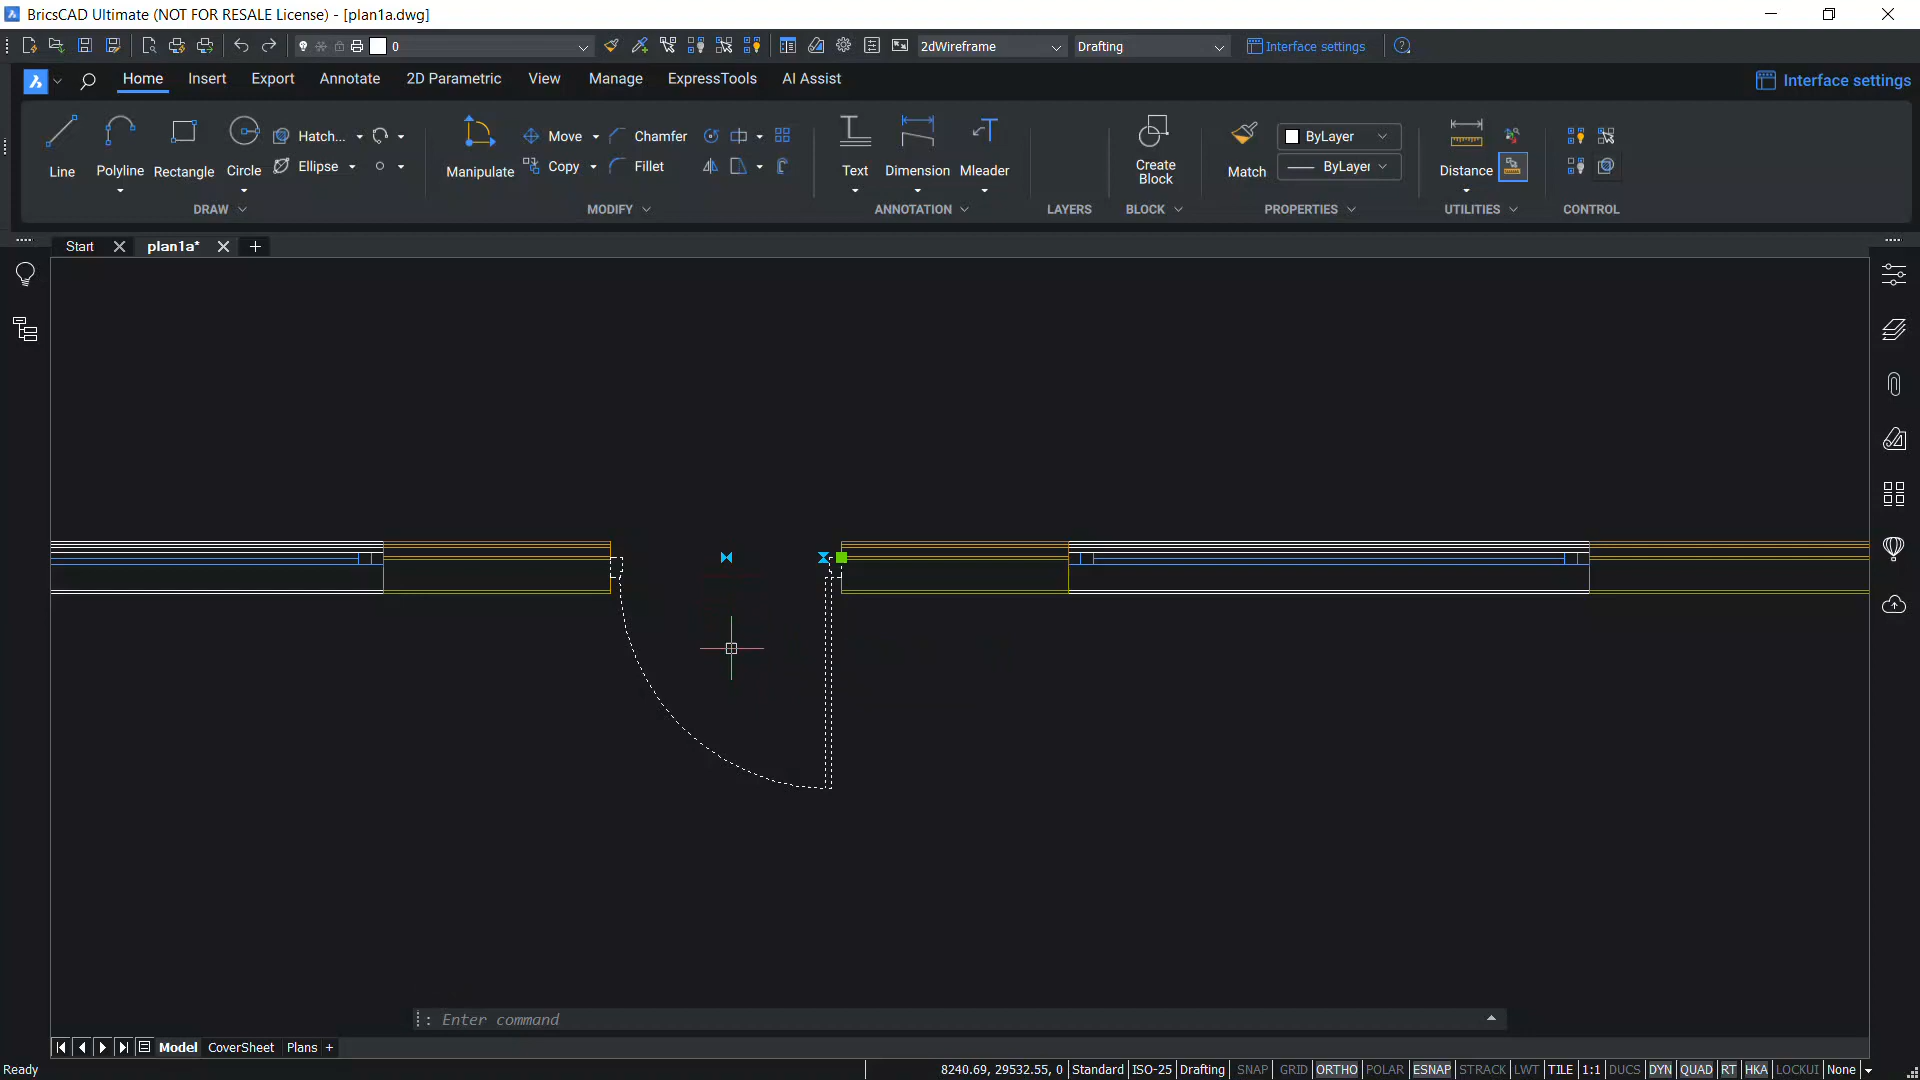 BricsCAD Ultimate (NOT FOR RESALE License) - [plan1a.dwg]
0 2dWireframe Drafting Interface settings
Home Insert Export Annotate 2D Parametric View Manage ExpressTools AI Assist Interface settings
Hatch... Move Chamfer ByLayer
Line Polyline Rectangle Circle Ellipse Manipulate Copy Fillet Text Dimension Mleader Create Block Match ByLayer Distance
DRAW MODIFY ANNOTATION LAYERS BLOCK PROPERTIES UTILITIES CONTROL
Start plan1a*
: Enter command
Model CoverSheet Plans +
Ready 8240.69, 29532.55, 0 Standard ISO-25 Drafting SNAP GRID ORTHO POLAR ESNAP STRACK LWT TILE 1:1 DUCS DYN QUAD RT HKA LOCKUI None